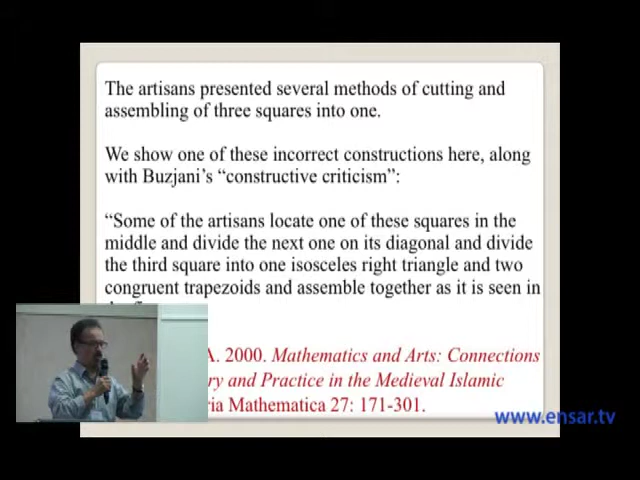 The artisans presented several methods of cutting and
assembling of three squares into one.
We show one of these incorrect constructions here, along
with Buzjani's “constructive criticism”:
“Some of the artisans locate one of these squares in the
middle and divide the next one on its diagonal and divide
the third square into one isosceles right triangle and two
congruent trapezoids and assemble together as it is seen in
A. 2000. Mathematics and Arts: Connections
and Practice in the Medieval Islamic
Mathematica 27: 171-301.
www.ensar.tv